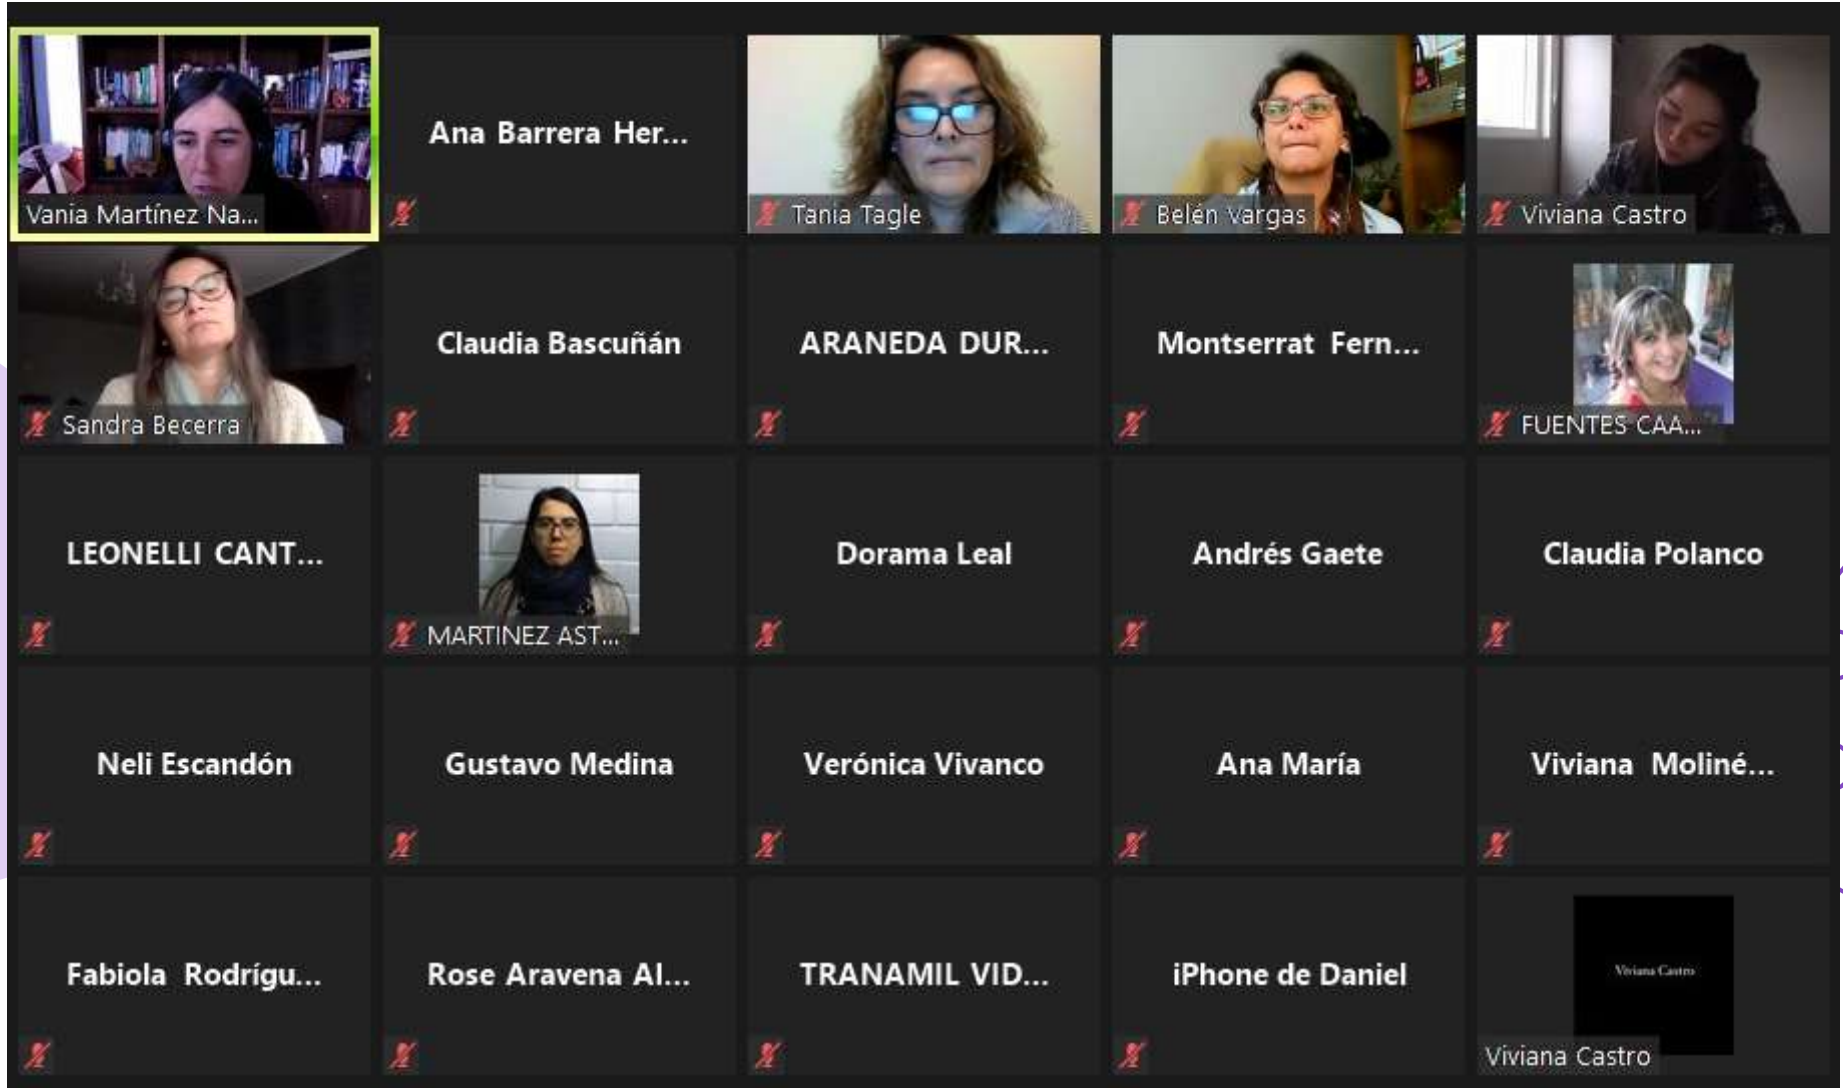 Vania Martínez Na...
Ana Barrera Her...
Tania Tagle
Belén Vargas
Viviana Castro
Sandra Becerra
Claudia Bascuñán
ARANEDA DUR...
Montserrat Fern...
FUENTES CAA...
LEONELLI CANT...
MARTINEZ AST...
Dorama Leal
Andrés Gaete
Claudia Polanco
Neli Escandón
Gustavo Medina
Verónica Vivanco
Ana María
Viviana Moliné...
Fabiola Rodrígu...
Rose Aravena Al...
TRANAMIL VID...
iPhone de Daniel
Viviana Castro
Viviana Castro